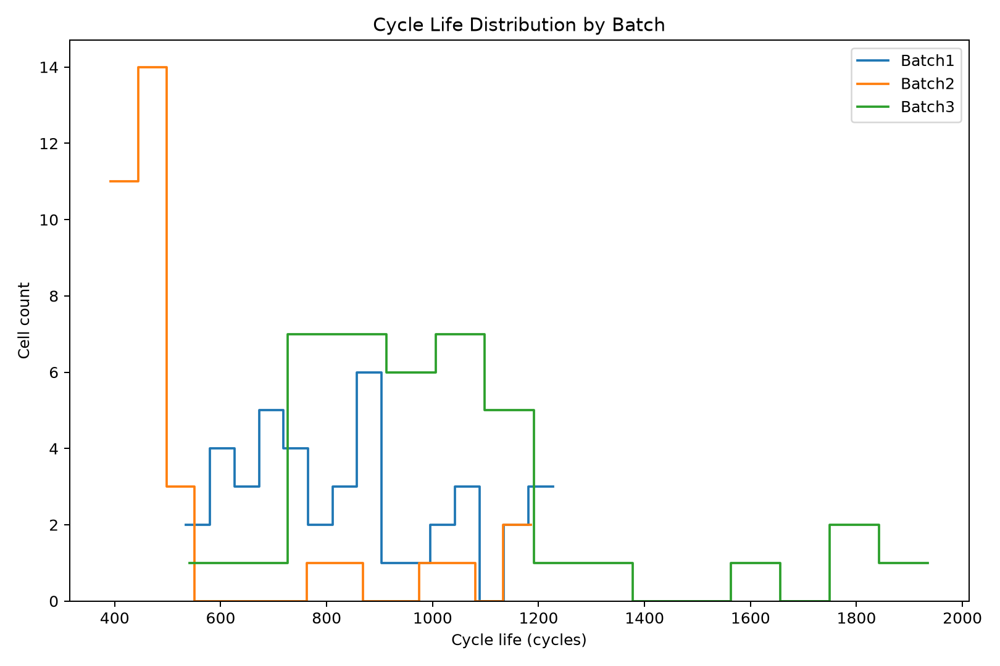 Cycle Life Distribution by Batch
Batch1
Batch2
Batch3
Cell count
14
12
10
8
6
4
2
0
400 600 800 1000 1200 1400 1600 1800 2000
Cycle life (cycles)